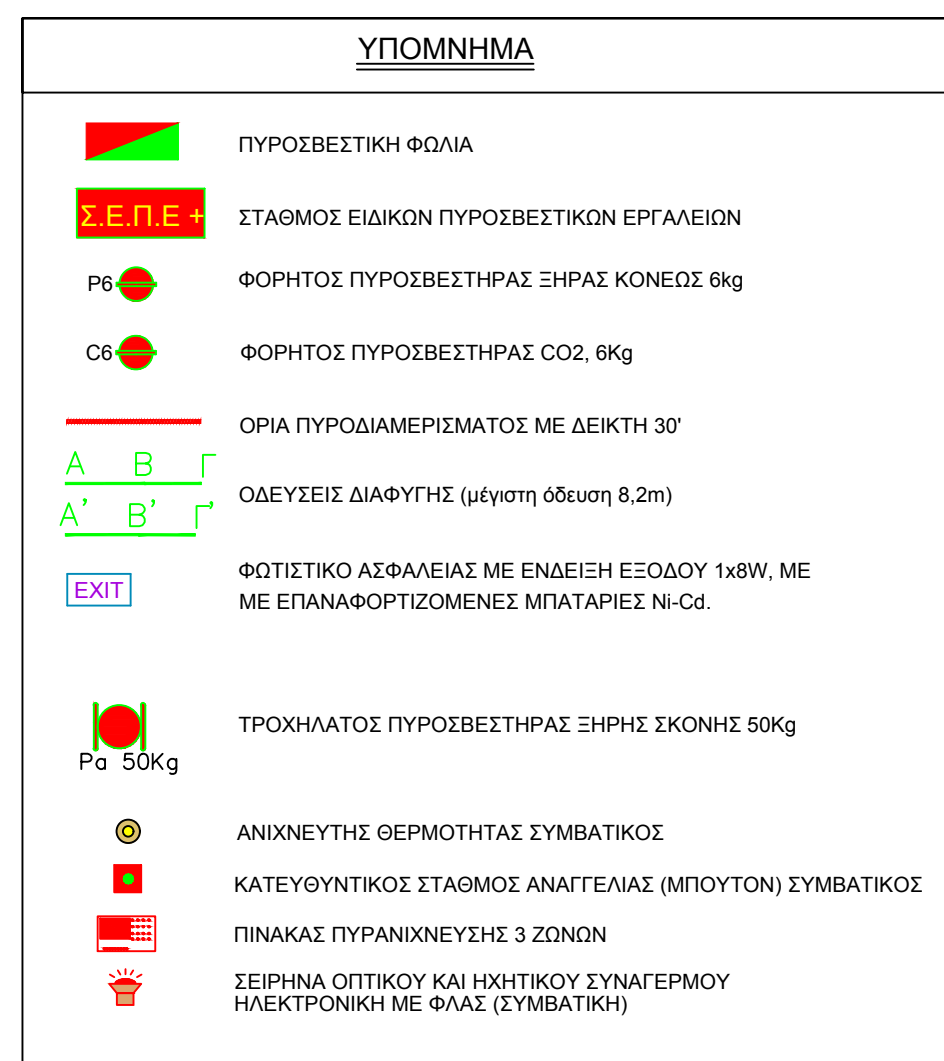 ΥΠΟΜΝΗΜΑ
ΠΥΡΟΣΒΕΣΤΙΚΗ ΦΩΛΙΑ
Σ.Ε.Π.Ε + ΣΤΑΘΜΟΣ ΕΙΔΙΚΩΝ ΠΥΡΟΣΒΕΣΤΙΚΩΝ ΕΡΓΑΛΕΙΩΝ
P6 ΦΟΡΗΤΟΣ ΠΥΡΟΣΒΕΣΤΗΡΑΣ ΞΗΡΑΣ ΚΟΝΕΩΣ 6kg
C6 ΦΟΡΗΤΟΣ ΠΥΡΟΣΒΕΣΤΗΡΑΣ CO2, 6Kg
ΟΡΙΑ ΠΥΡΟΔΙΑΜΕΡΙΣΜΑΤΟΣ ΜΕ ΔΕΙΚΤΗ 30'
Α Β Γ
Α' Β' Γ'
ΟΔΕΥΣΕΙΣ ΔΙΑΦΥΓΗΣ (μέγιστη όδευση 8,2m)
EXIT
ΦΩΤΙΣΤΙΚΟ ΑΣΦΑΛΕΙΑΣ ΜΕ ΕΝΔΕΙΞΗ ΕΞΟΔΟΥ 1x8W, ΜΕ
ΜΕ ΕΠΑΝΑΦΟΡΤΙΖΟΜΕΝΕΣ ΜΠΑΤΑΡΙΕΣ Ni-Cd.
ΤΡΟΧΗΛΑΤΟΣ ΠΥΡΟΣΒΕΣΤΗΡΑΣ ΞΗΡΗΣ ΣΚΟΝΗΣ 50Kg
Pa 50Kg
ΑΝΙΧΝΕΥΤΗΣ ΘΕΡΜΟΤΗΤΑΣ ΣΥΜΒΑΤΙΚΟΣ
ΚΑΤΕΥΘΥΝΤΙΚΟΣ ΣΤΑΘΜΟΣ ΑΝΑΓΓΕΛΙΑΣ (ΜΠΟΥΤΟΝ) ΣΥΜΒΑΤΙΚΟΣ
ΠΙΝΑΚΑΣ ΠΥΡΑΝΙΧΝΕΥΣΗΣ 3 ΖΩΝΩΝ
ΣΕΙΡΗΝΑ ΟΠΤΙΚΟΥ ΚΑΙ ΗΧΗΤΙΚΟΥ ΣΥΝΑΓΕΡΜΟΥ
ΗΛΕΚΤΡΟΝΙΚΗ ΜΕ ΦΛΑΣ (ΣΥΜΒΑΤΙΚΗ)